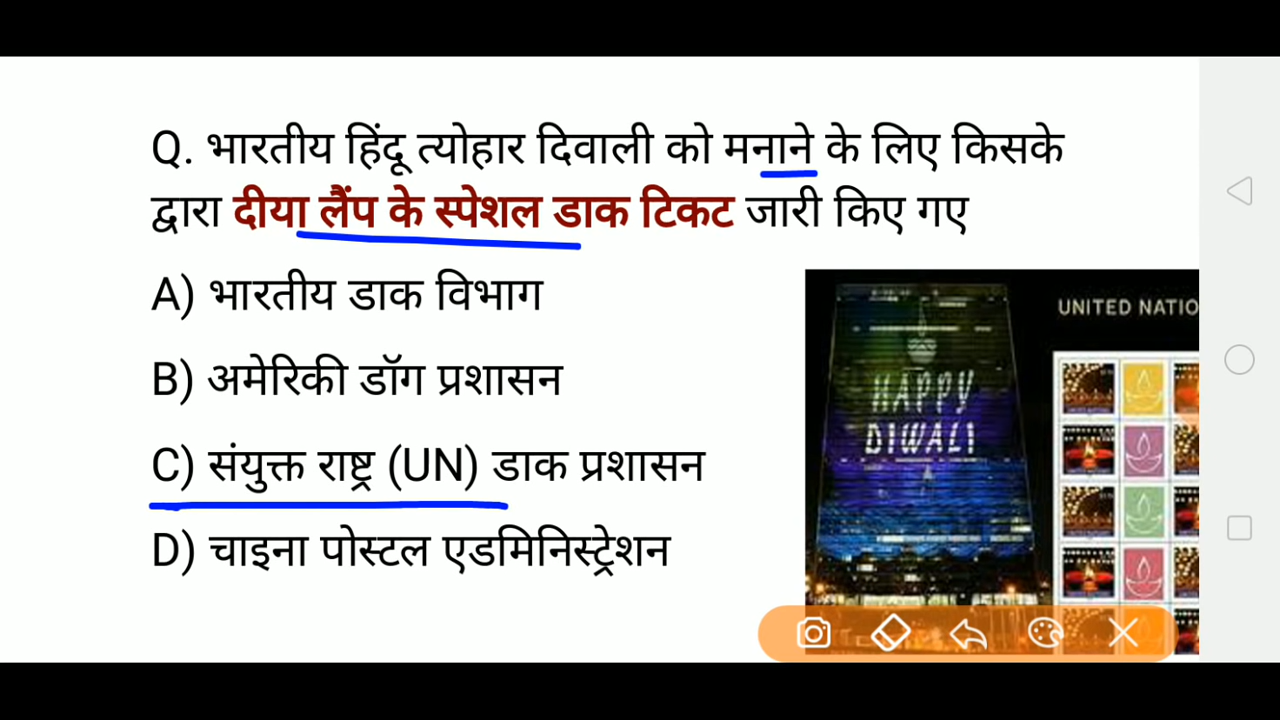 Q. भारतीय हिंदू त्योहार दिवाली को मनाने के लिए किसके
द्वारा दीया लैंप के स्पेशल डाक टिकट जारी किए गए
A) भारतीय डाक विभाग
B) अमेरिकी डॉग प्रशासन
C) संयुक्त राष्ट्र (UN) डाक प्रशासन
D) चाइना पोस्टल एडमिनिस्ट्रेशन
UNITED NATIO
HAPPY
DIWALI